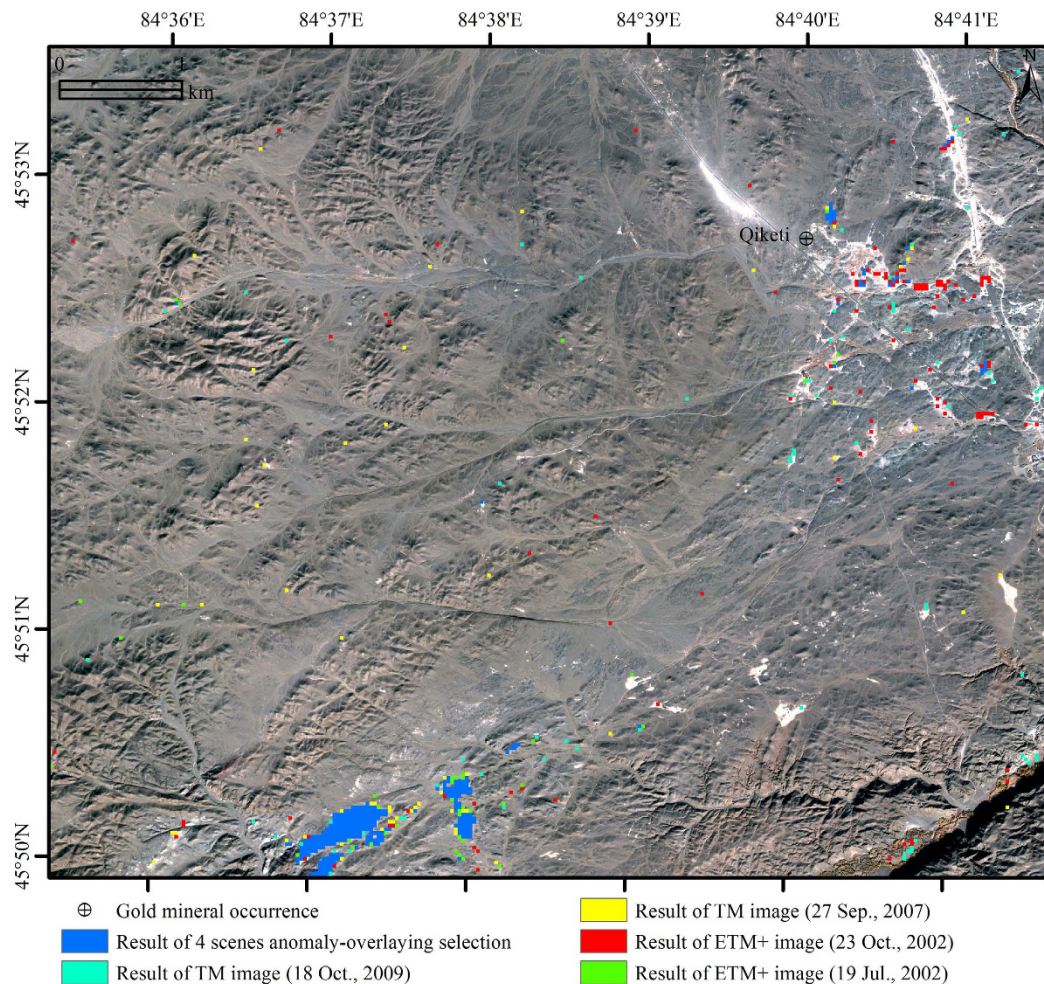 84°36'E 84°37'E 84°38'E 84°39'E 84°40'E 84°41'E
0 1
km
N
45°53'N
Qiketi
45°52'N
45°51'N
45°50'N
Gold mineral occurrence
Result of 4 scenes anomaly-overlaying selection
Result of TM image (18 Oct., 2009)
Result of TM image (27 Sep., 2007)
Result of ETM+ image (23 Oct., 2002)
Result of ETM+ image (19 Jul., 2002)